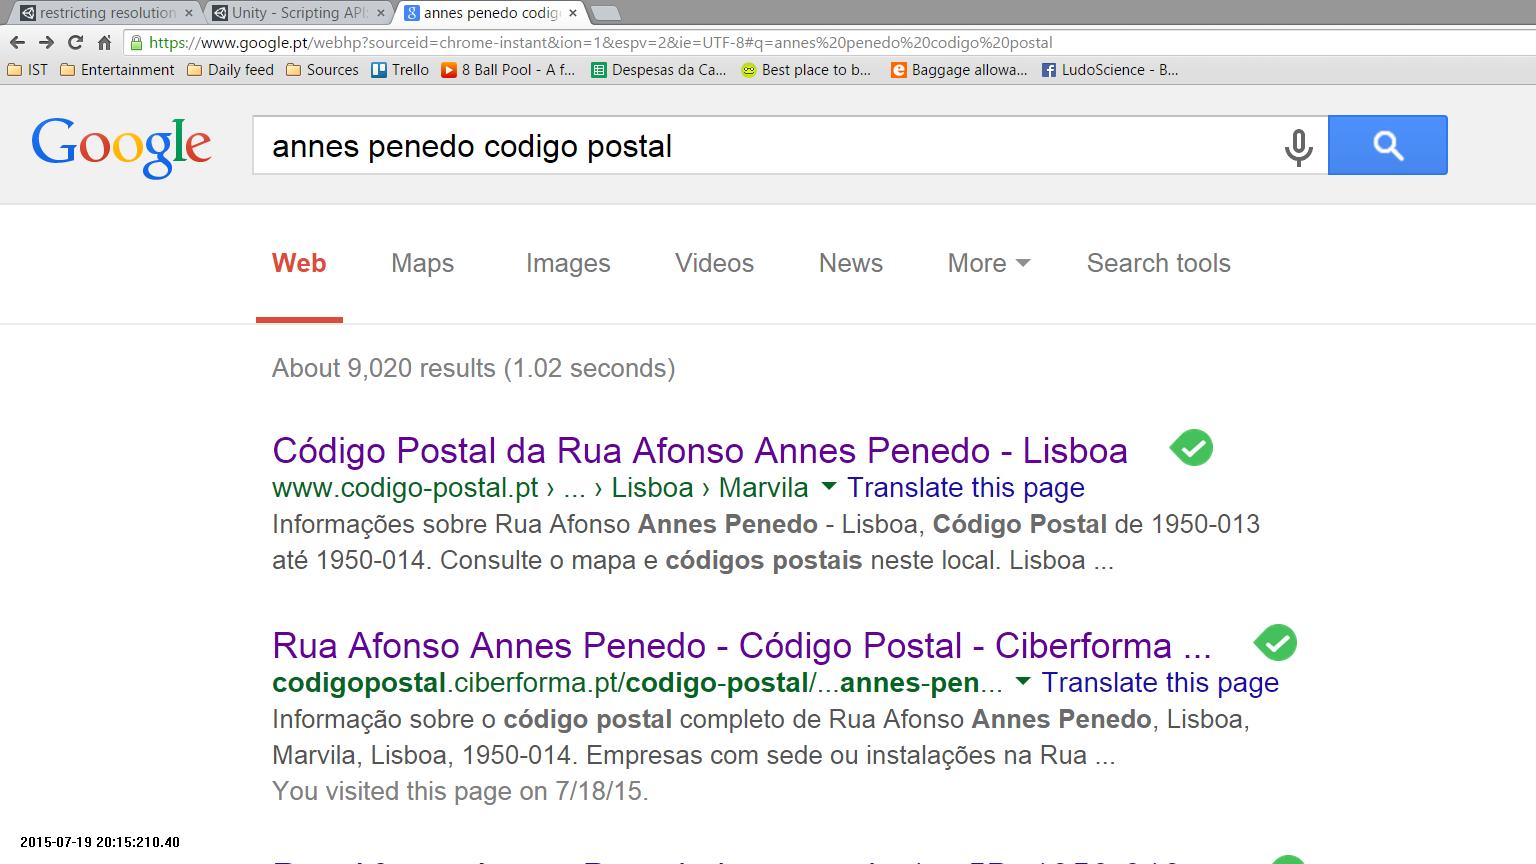 restricting resolution
Unity - Scripting API:
annes penedo codig
https://www.google.pt/webhp?sourceid=chrome-instant&ion=1&espv=2&ie=UTF-8#q=annes%20penedo%20codigo%20postal
IST Entertainment Daily feed Sources Trello 8 Ball Pool - A f... Despesas da Ca... Best place to b... Baggage allowa... LudoScience - B...
Google
annes penedo codigo postal
Web Maps Images Videos News More Search tools
About 9,020 results (1.02 seconds)
Código Postal da Rua Afonso Annes Penedo - Lisboa
www.codigo-postal.pt › ... › Lisboa › Marvila Translate this page
Informações sobre Rua Afonso Annes Penedo - Lisboa, Código Postal de 1950-013
até 1950-014. Consulte o mapa e códigos postais neste local. Lisboa ...
Rua Afonso Annes Penedo - Código Postal - Ciberforma ...
codigopostal.ciberforma.pt/codigo-postal/...annes-pen... Translate this page
Informação sobre o código postal completo de Rua Afonso Annes Penedo, Lisboa,
Marvila, Lisboa, 1950-014. Empresas com sede ou instalações na Rua ...
You visited this page on 7/18/15.
2015-07-19 20:15:210.40